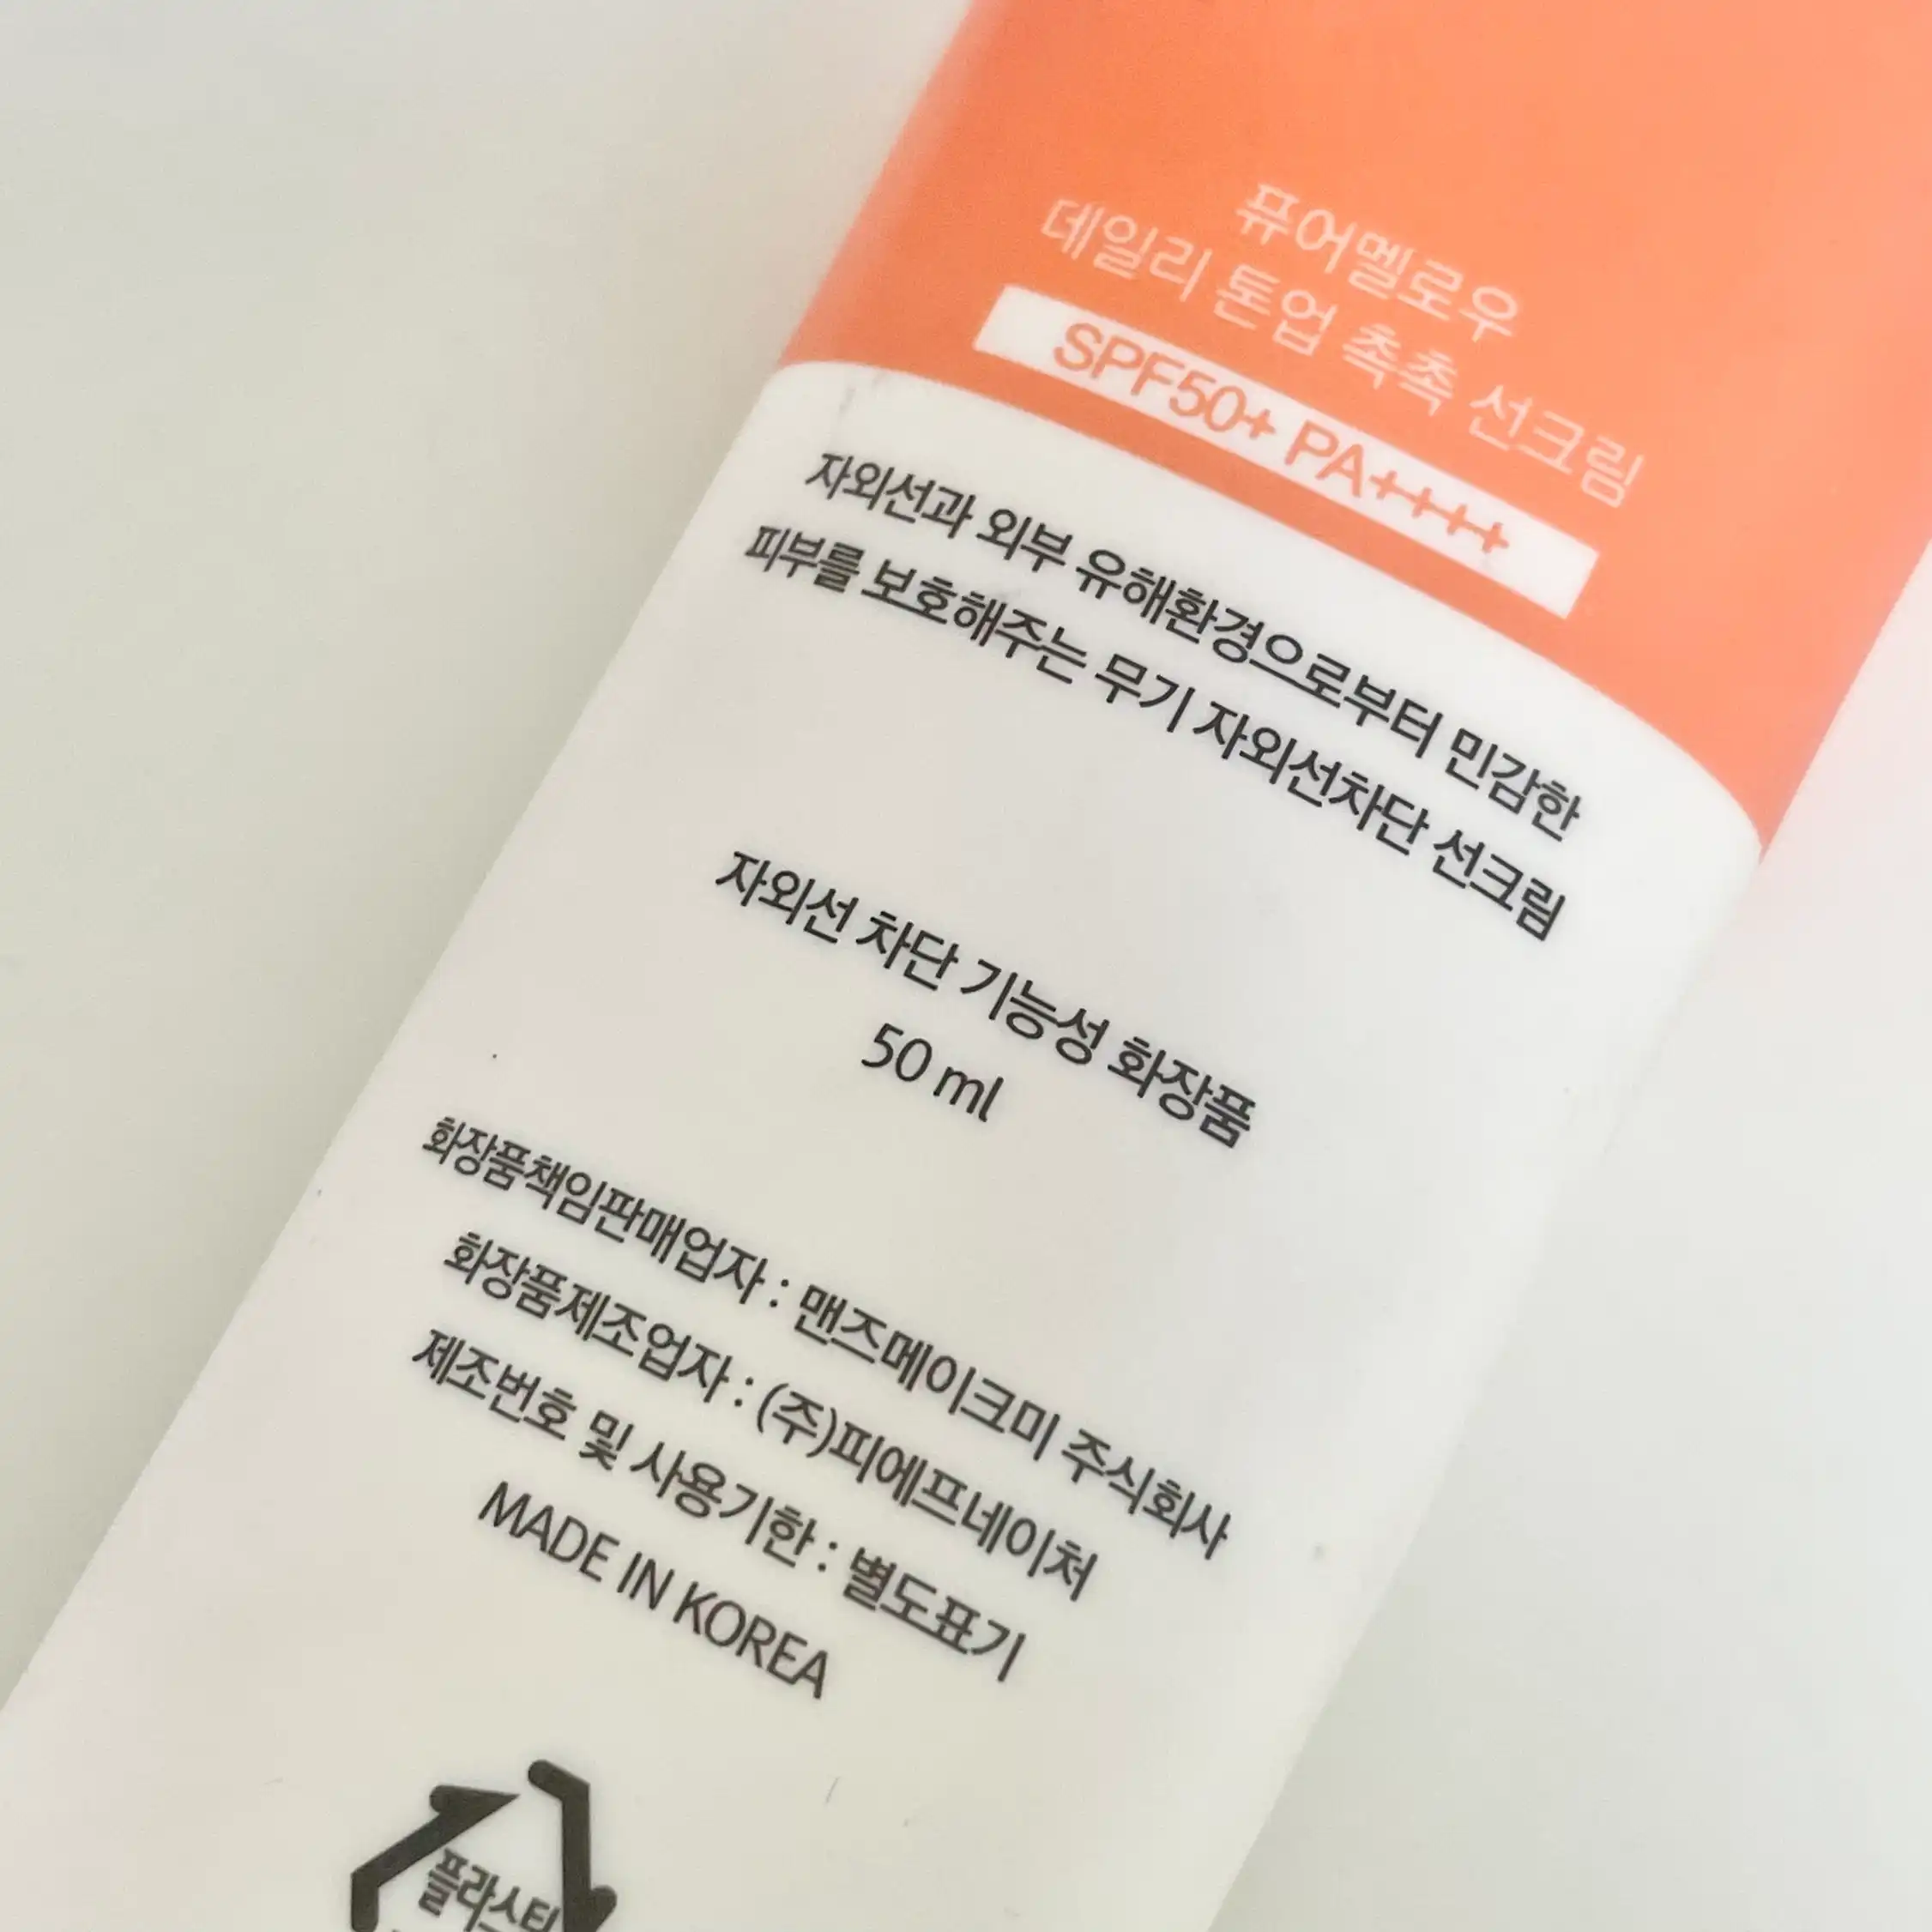 퓨어멜로우
데일리 톤업 촉촉 선크림
SPF50+ PA++++
자외선과 외부 유해환경으로부터 민감한
피부를 보호해주는 무기 자외선차단 선크림
자외선 차단 기능성 화장품
50 ml
화장품책임판매업자 : 맨즈메이크미 주식회사
화장품제조업자 : (주)피에프네이처
제조번호 및 사용기한 : 별도표기
MADE IN KOREA
플라스틱